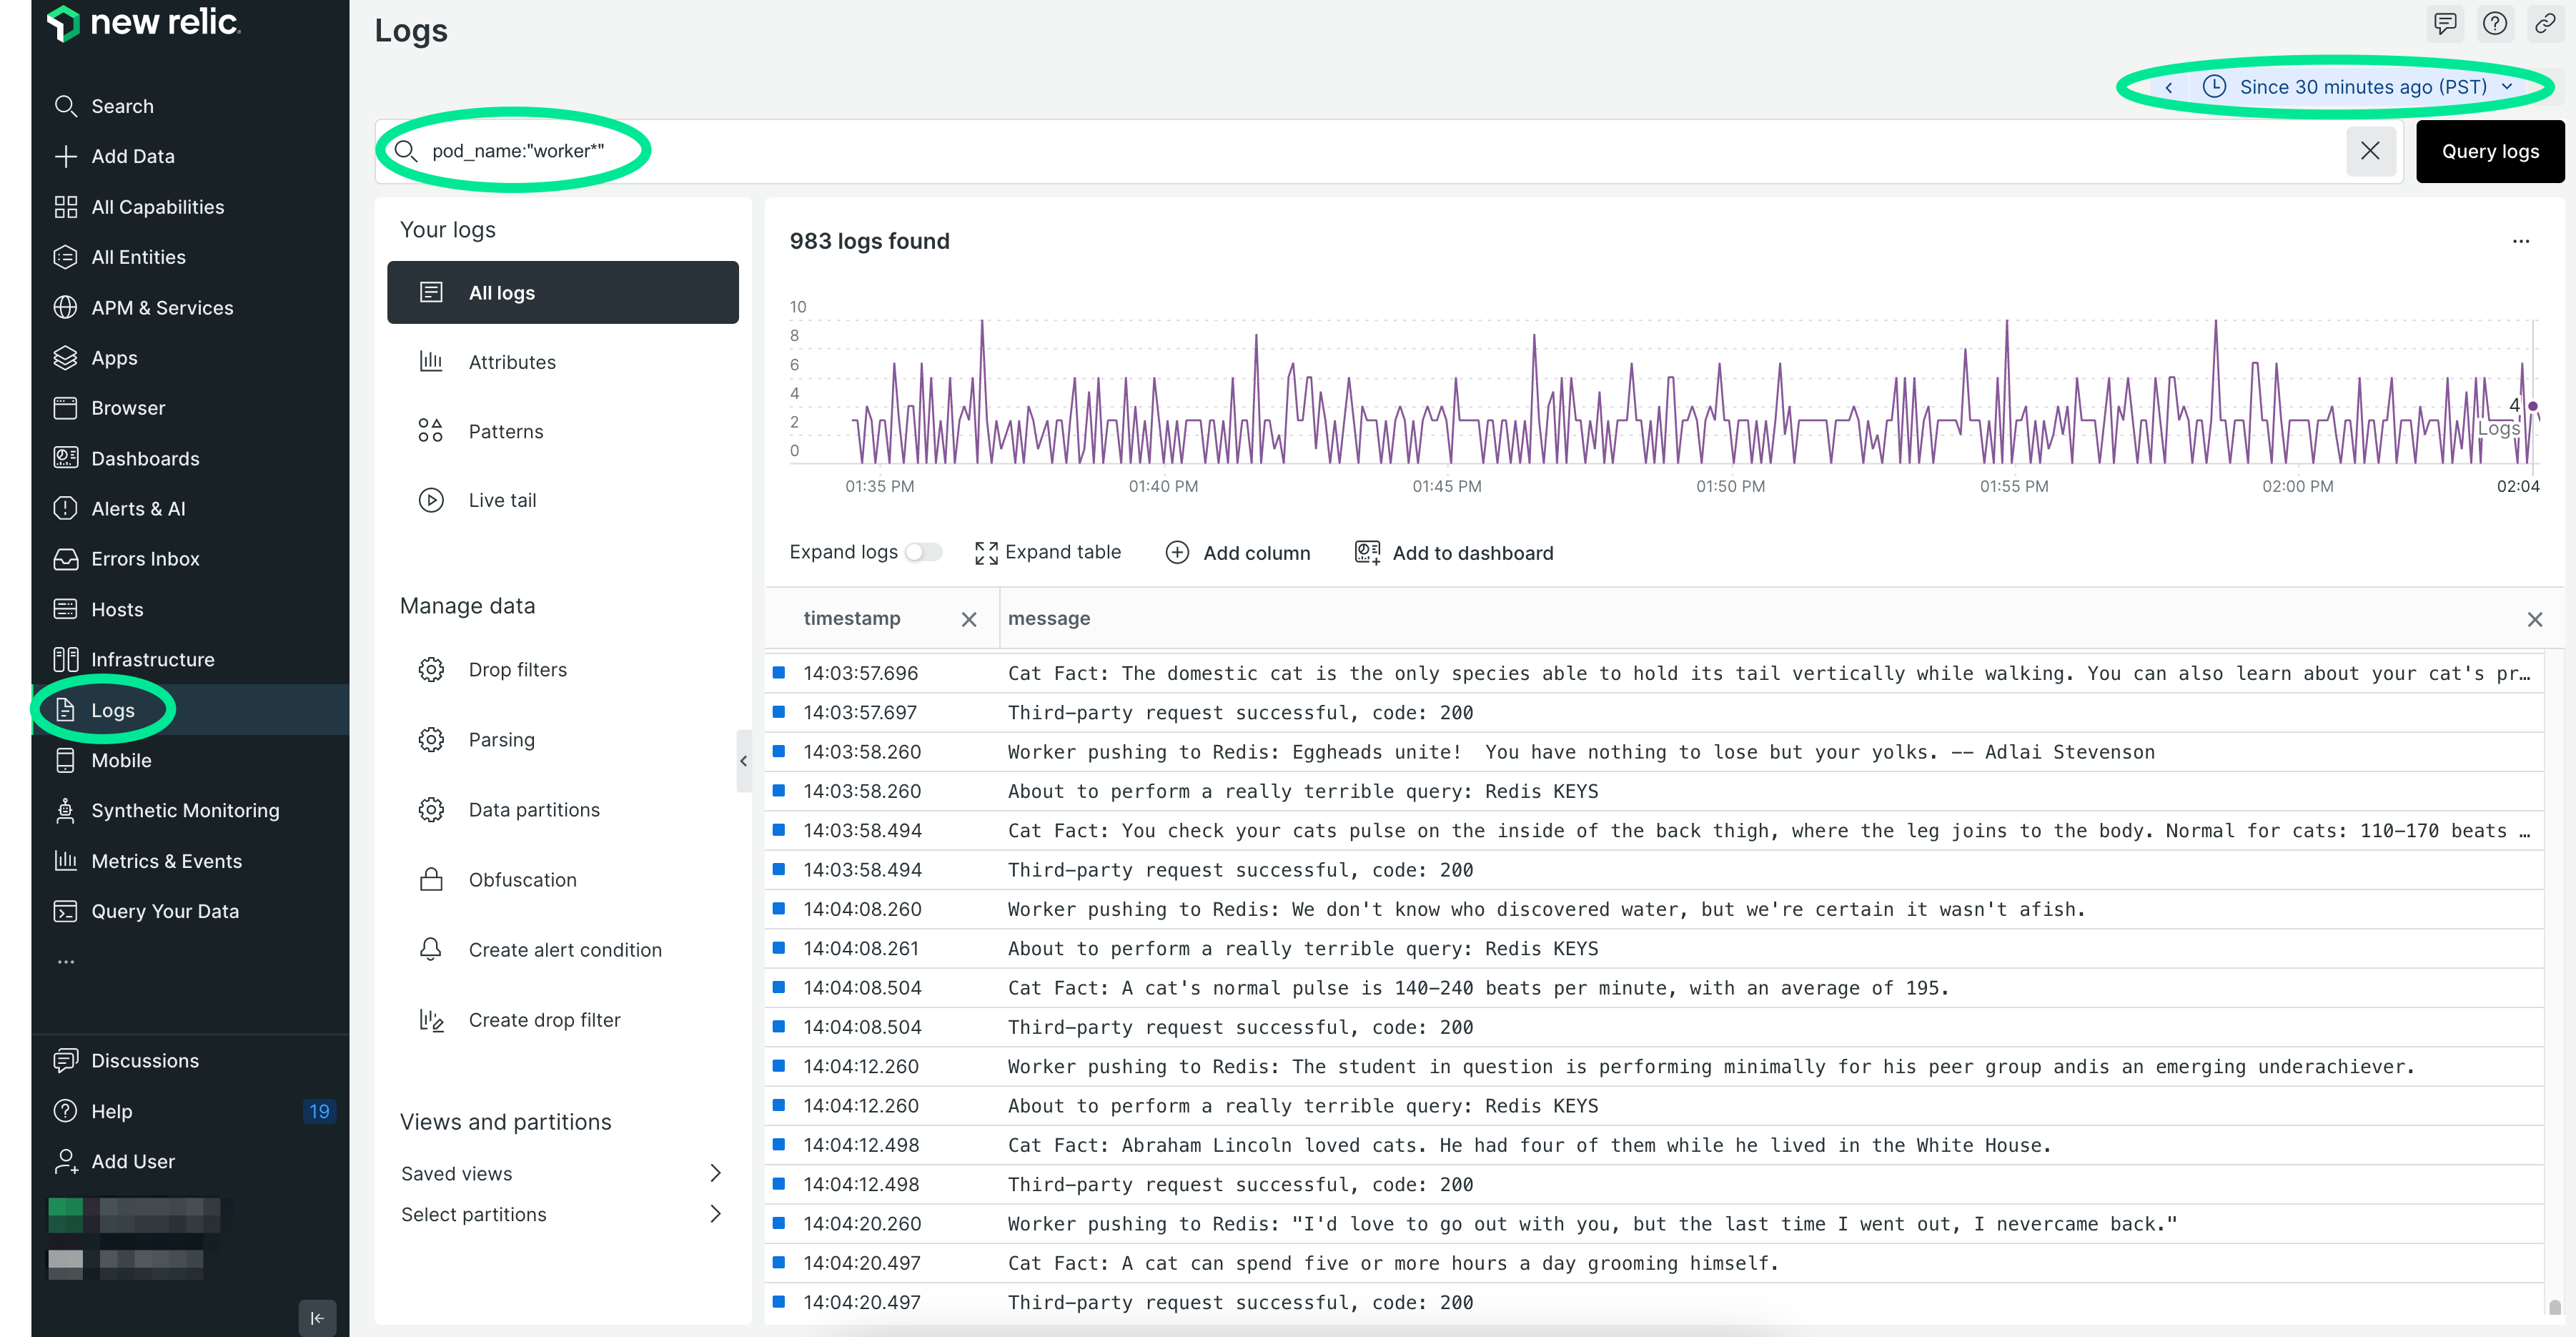 new relic
Search
Add Data
All Capabilities
All Entities
APM & Services
Apps
Browser
Dashboards
Alerts & AI
Errors Inbox
Hosts
Infrastructure
Logs
Mobile
Synthetic Monitoring
Metrics & Events
Query Your Data
...
Discussions
Help 19
Add User
Logs
Since 30 minutes ago (PST)
pod_name:"worker*"
Query logs
Your logs
All logs
Attributes
Patterns
Live tail
Manage data
Drop filters
Parsing
Data partitions
Obfuscation
Create alert condition
Create drop filter
Views and partitions
Saved views
Select partitions
983 logs found
...
10
8
6
4
2
0
4
Logs
01:35 PM 01:40 PM 01:45 PM 01:50 PM 01:55 PM 02:00 PM 02:04
Expand logs Expand table Add column Add to dashboard
timestamp message
14:03:57.696 Cat Fact: The domestic cat is the only species able to hold its tail vertically while walking. You can also learn about your cat's pr…
14:03:57.697 Third-party request successful, code: 200
14:03:58.260 Worker pushing to Redis: Eggheads unite!  You have nothing to lose but your yolks. -- Adlai Stevenson
14:03:58.260 About to perform a really terrible query: Redis KEYS
14:03:58.494 Cat Fact: You check your cats pulse on the inside of the back thigh, where the leg joins to the body. Normal for cats: 110-170 beats …
14:03:58.494 Third-party request successful, code: 200
14:04:08.260 Worker pushing to Redis: We don't know who discovered water, but we're certain it wasn't afish.
14:04:08.261 About to perform a really terrible query: Redis KEYS
14:04:08.504 Cat Fact: A cat's normal pulse is 140-240 beats per minute, with an average of 195.
14:04:08.504 Third-party request successful, code: 200
14:04:12.260 Worker pushing to Redis: The student in question is performing minimally for his peer group andis an emerging underachiever.
14:04:12.260 About to perform a really terrible query: Redis KEYS
14:04:12.498 Cat Fact: Abraham Lincoln loved cats. He had four of them while he lived in the White House.
14:04:12.498 Third-party request successful, code: 200
14:04:20.260 Worker pushing to Redis: "I'd love to go out with you, but the last time I went out, I nevercame back."
14:04:20.497 Cat Fact: A cat can spend five or more hours a day grooming himself.
14:04:20.497 Third-party request successful, code: 200